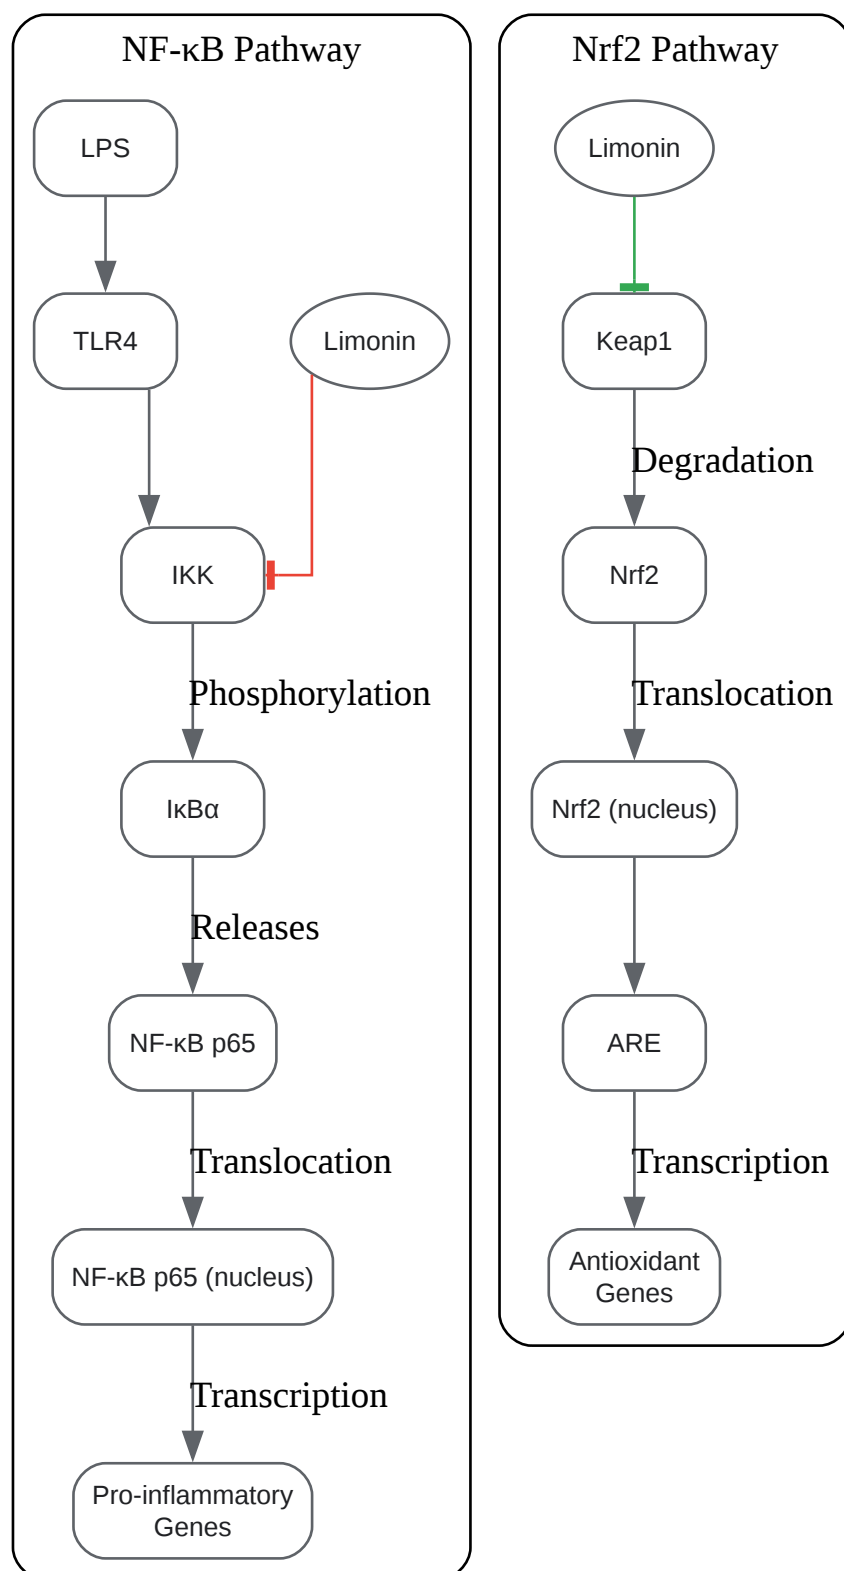 NF-κB Pathway
LPS
TLR4
Limonin
IKK
Phosphorylation
IκBα
Releases
NF-κB p65
Translocation
NF-κB p65 (nucleus)
Transcription
Pro-inflammatory
Genes
Nrf2 Pathway
Limonin
Keap1
Degradation
Nrf2
Translocation
Nrf2 (nucleus)
ARE
Transcription
Antioxidant
Genes